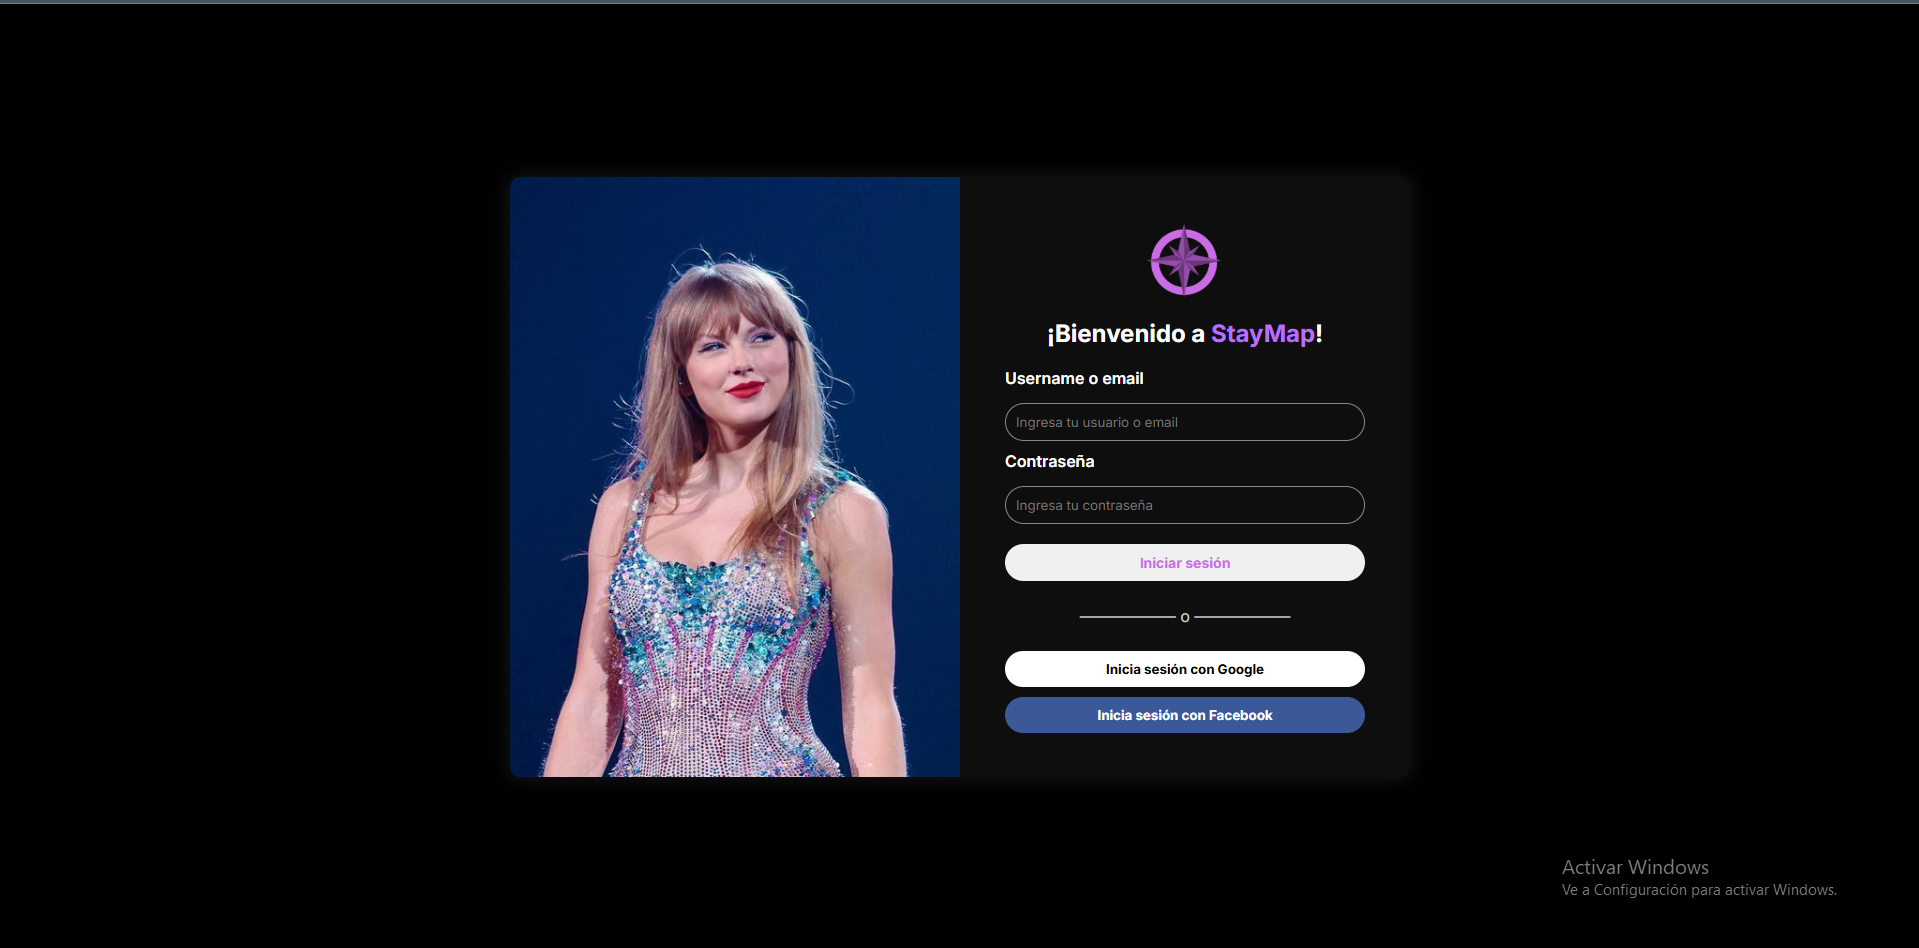 ¡Bienvenido a StayMap!
Username o email
Ingresa tu usuario o email
Contraseña
Ingresa tu contraseña
Iniciar sesión
o
Inicia sesión con Google
Inicia sesión con Facebook
Activar Windows
Ve a Configuración para activar Windows.